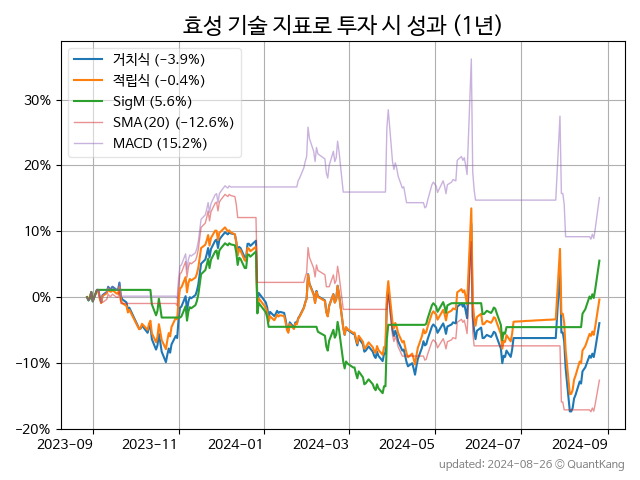 효성 기술 지표로 투자 시 성과 (1년)
거치식 (−3.9%)
적립식 (−0.4%)
SigM (5.6%)
SMA(20) (−12.6%)
MACD (15.2%)
30%
20%
10%
0%
−10%
−20%
2023-09
2023-11
2024-01
2024-03
2024-05
2024-07
2024-09
updated: 2024-08-26 © QuantKang